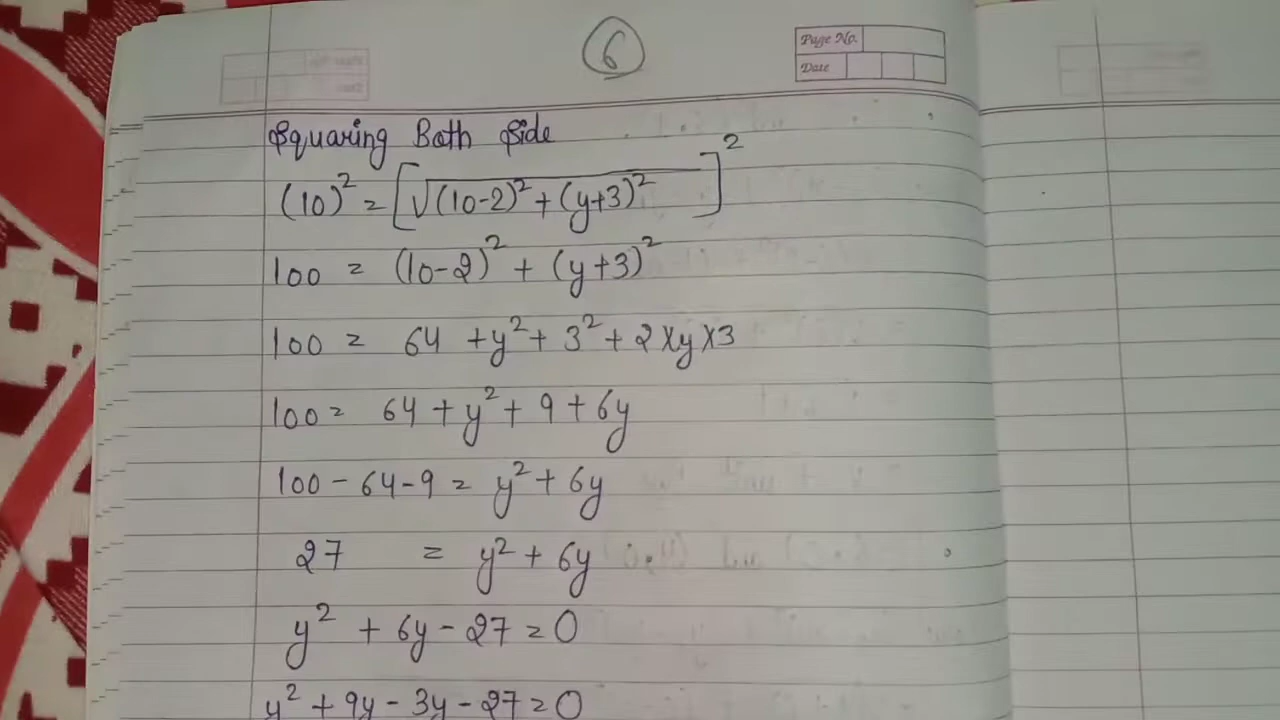 6
Page No.
Date
Squaring Both Side
(10)² = [√(10-2)² + (y+3)²]²
100 = (10-2)² + (y+3)²
100 = 64 + y² + 3² + 2×y×3
100 = 64 + y² + 9 + 6y
100 - 64 - 9 = y² + 6y
27 = y² + 6y
y² + 6y - 27 = 0
y² + 9y - 3y - 27 = 0